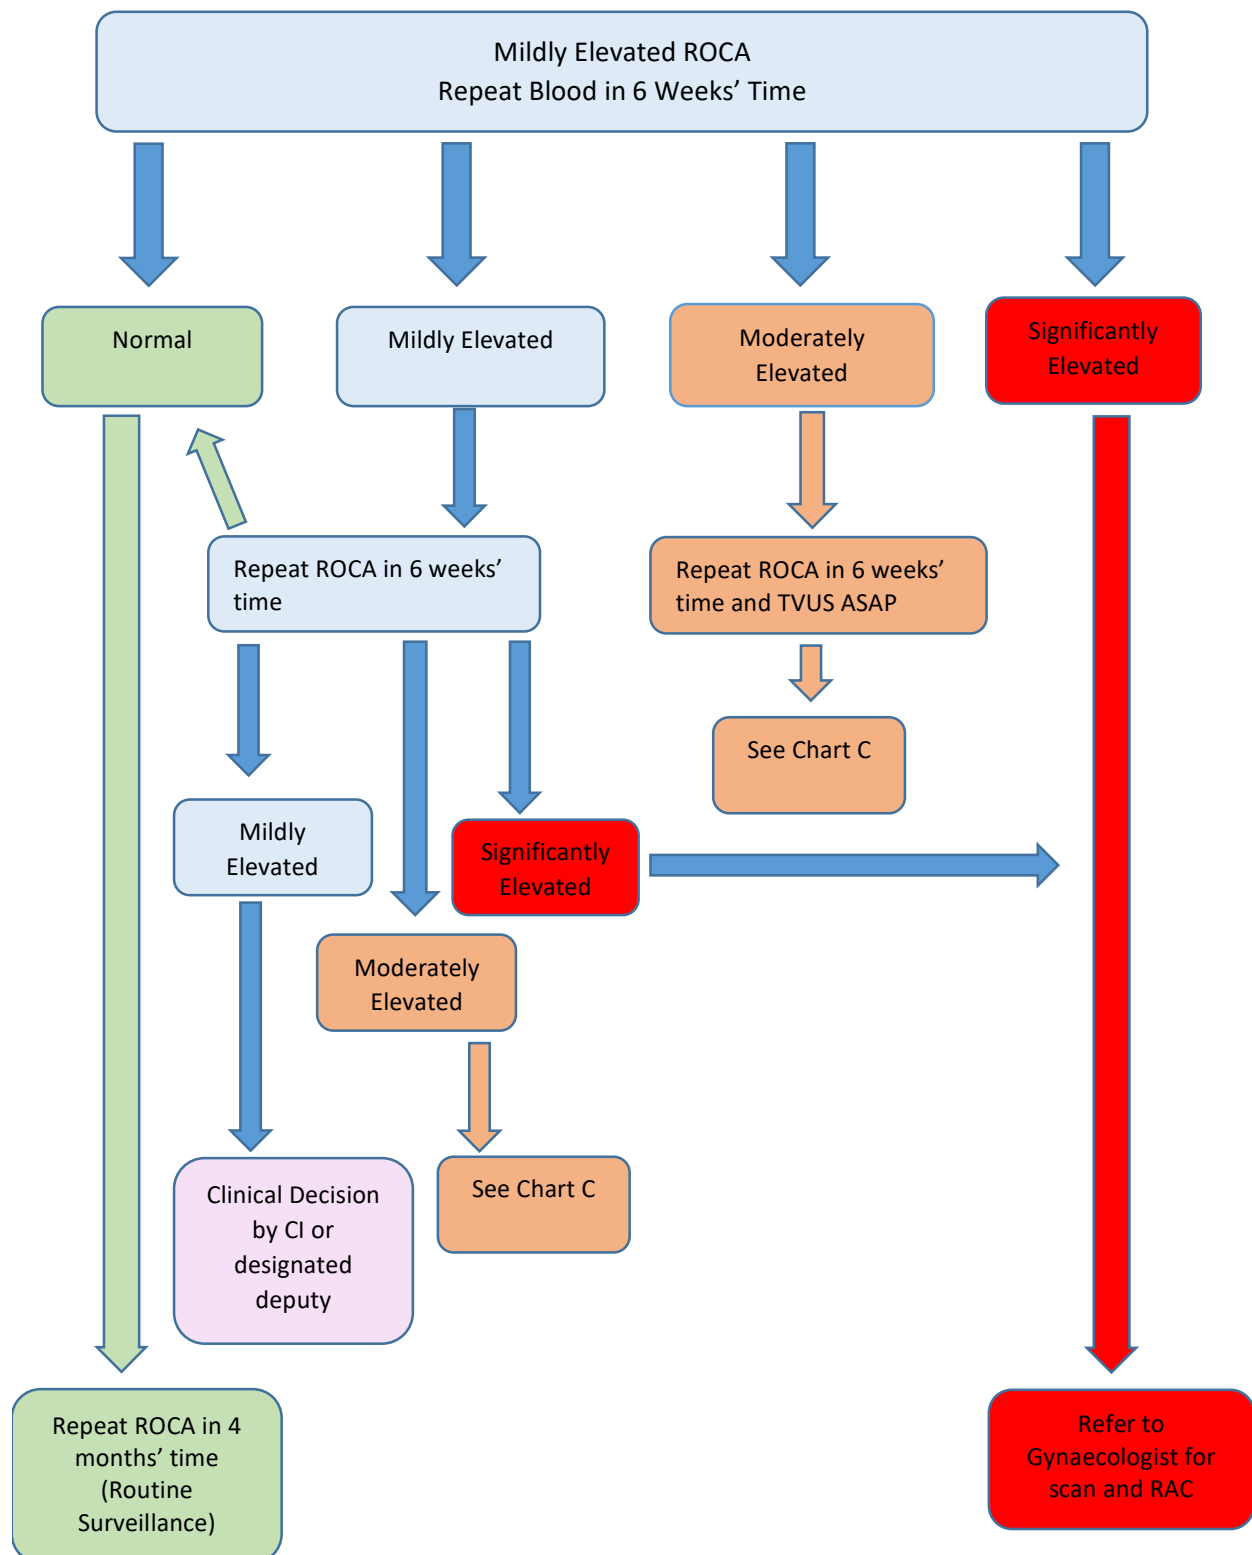 Mildly Elevated ROCA
Repeat Blood in 6 Weeks’ Time
Normal
Mildly Elevated
Moderately
Elevated
Significantly
Elevated
Repeat ROCA in 6 weeks’
time
Repeat ROCA in 6 weeks’
time and TVUS ASAP
See Chart C
Mildly
Elevated
Significantly
Elevated
Moderately
Elevated
Clinical Decision
by CI or
designated
deputy
See Chart C
Repeat ROCA in 4
months’ time
(Routine
Surveillance)
Refer to
Gynaecologist for
scan and RAC